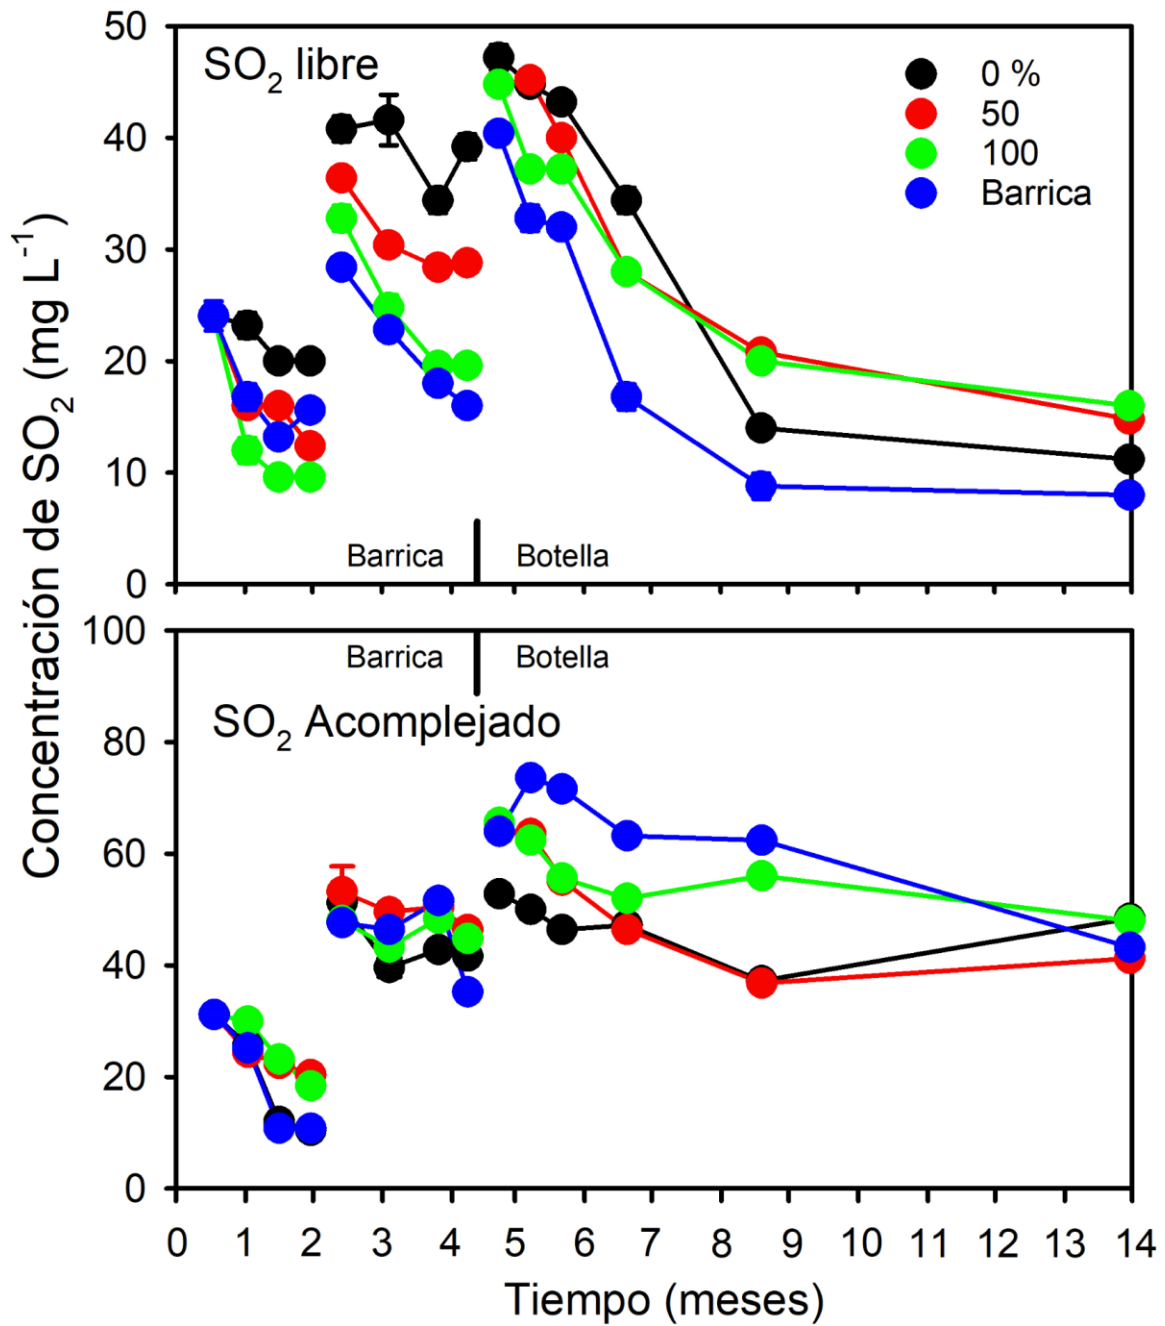 Concentración de SO2 (mg L-1)
50
40
30
20
10
0
SO2 libre
0 %
50
100
Barrica
Barrica
Botella
100
80
60
40
20
0
Barrica
Botella
SO2 Acomplejado
0 1 2 3 4 5 6 7 8 9 10 11 12 13 14
Tiempo (meses)